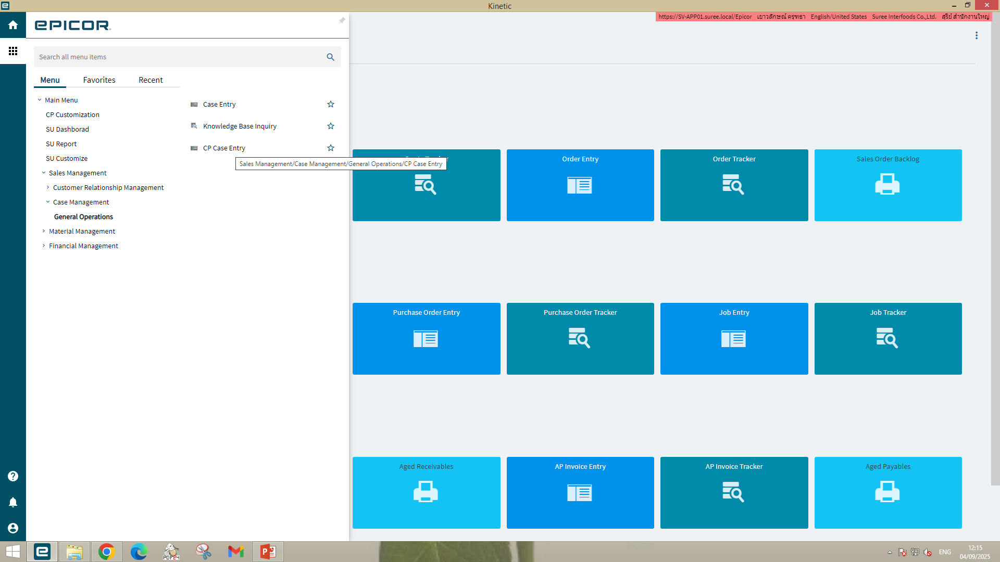 Kinetic
https://SV-APP01.suree.local/Epicor เยาวลักษณ์ ครุฑธา English/United States Suree Interfoods Co.,Ltd. สุรีย์ สำนักงานใหญ่
EPICOR
Search all menu items
Menu Favorites Recent
Main Menu
CP Customization
SU Dashborad
SU Report
SU Customize
Sales Management
Customer Relationship Management
Case Management
General Operations
Material Management
Financial Management
Case Entry
Knowledge Base Inquiry
CP Case Entry
Sales Management/Case Management/General Operations/CP Case Entry
Order Entry
Order Tracker
Sales Order Backlog
Purchase Order Entry
Purchase Order Tracker
Job Entry
Job Tracker
Aged Receivables
AP Invoice Entry
AP Invoice Tracker
Aged Payables
PDF24
ENG
12:15
04/09/2025